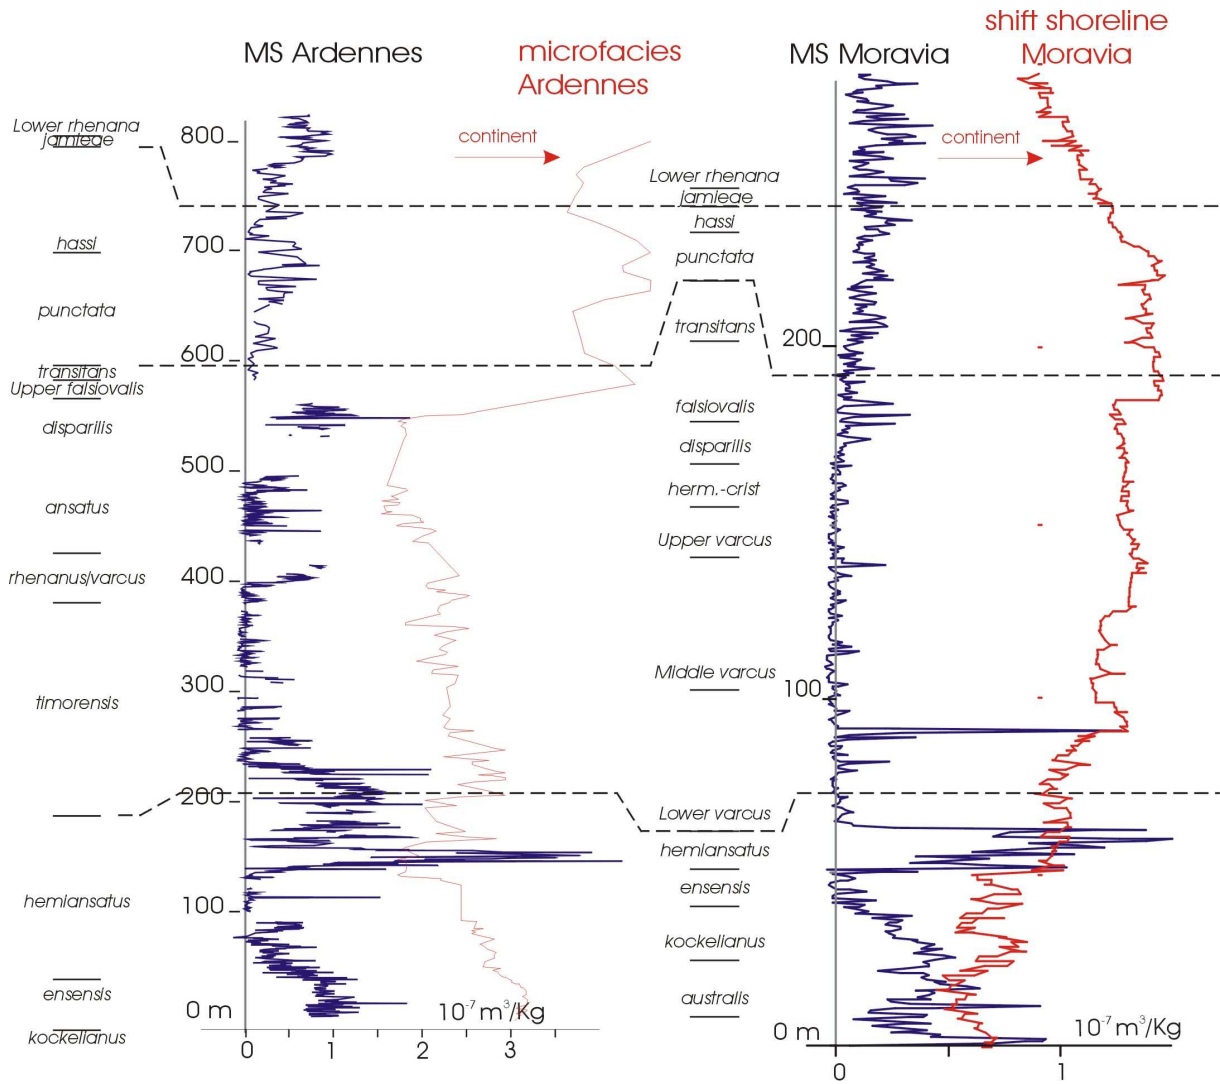 MS Ardennes
microfacies
Ardennes
MS Moravia
shift shoreline
Moravia
continent
continent
Lower rhenana
jamieae
hassi
punctata
transitans
Upper falsiovalis
disparilis
ansatus
rhenanus/varcus
timorensis
hemiansatus
ensensis
kockelianus
800
700
600
500
400
300
200
100
0 m
10⁻⁷ m³/Kg
0
1
2
3
Lower rhenana
jamieae
hassi
punctata
transitans
falsiovalis
disparilis
herm.-crist
Upper varcus
Middle varcus
Lower varcus
hemiansatus
ensensis
kockelianus
australis
200
100
0 m
10⁻⁷ m³/Kg
0
1